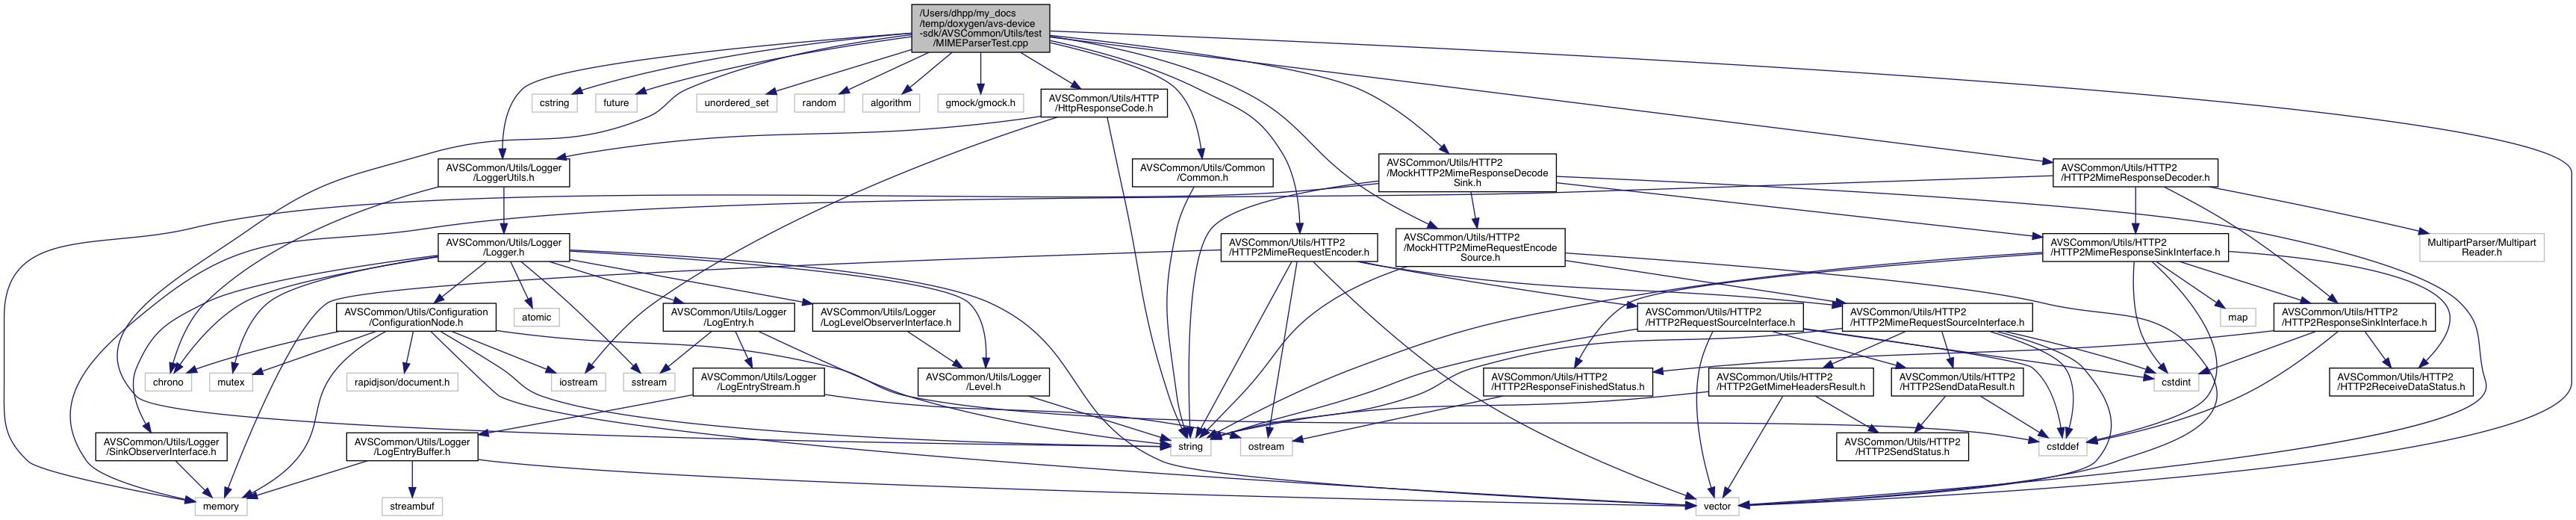 /Users/dhpp/my_docs
/temp/doxygen/avs-device
-sdk/AVSCommon/Utils/test
/MIMEParserTest.cpp
cstring
future
unordered_set
random
algorithm
gmock/gmock.h
AVSCommon/Utils/HTTP
/HttpResponseCode.h
AVSCommon/Utils/Logger
/LoggerUtils.h
AVSCommon/Utils/Common
/Common.h
AVSCommon/Utils/HTTP2
/MockHTTP2MimeResponseDecode
Sink.h
AVSCommon/Utils/HTTP2
/HTTP2MimeResponseDecoder.h
AVSCommon/Utils/Logger
/Logger.h
AVSCommon/Utils/HTTP2
/HTTP2MimeRequestEncoder.h
AVSCommon/Utils/HTTP2
/MockHTTP2MimeRequestEncode
Source.h
AVSCommon/Utils/HTTP2
/HTTP2MimeResponseSinkInterface.h
MultipartParser/Multipart
Reader.h
AVSCommon/Utils/Configuration
/ConfigurationNode.h
atomic
AVSCommon/Utils/Logger
/LogEntry.h
AVSCommon/Utils/Logger
/LogLevelObserverInterface.h
AVSCommon/Utils/HTTP2
/HTTP2RequestSourceInterface.h
AVSCommon/Utils/HTTP2
/HTTP2MimeRequestSourceInterface.h
map
AVSCommon/Utils/HTTP2
/HTTP2ResponseSinkInterface.h
chrono
mutex
rapidjson/document.h
iostream
sstream
AVSCommon/Utils/Logger
/LogEntryStream.h
AVSCommon/Utils/Logger
/Level.h
AVSCommon/Utils/HTTP2
/HTTP2ResponseFinishedStatus.h
AVSCommon/Utils/HTTP2
/HTTP2GetMimeHeadersResult.h
AVSCommon/Utils/HTTP2
/HTTP2SendDataResult.h
cstdint
AVSCommon/Utils/HTTP2
/HTTP2ReceiveDataStatus.h
AVSCommon/Utils/Logger
/SinkObserverInterface.h
AVSCommon/Utils/Logger
/LogEntryBuffer.h
string
ostream
AVSCommon/Utils/HTTP2
/HTTP2SendStatus.h
cstddef
memory
streambuf
vector